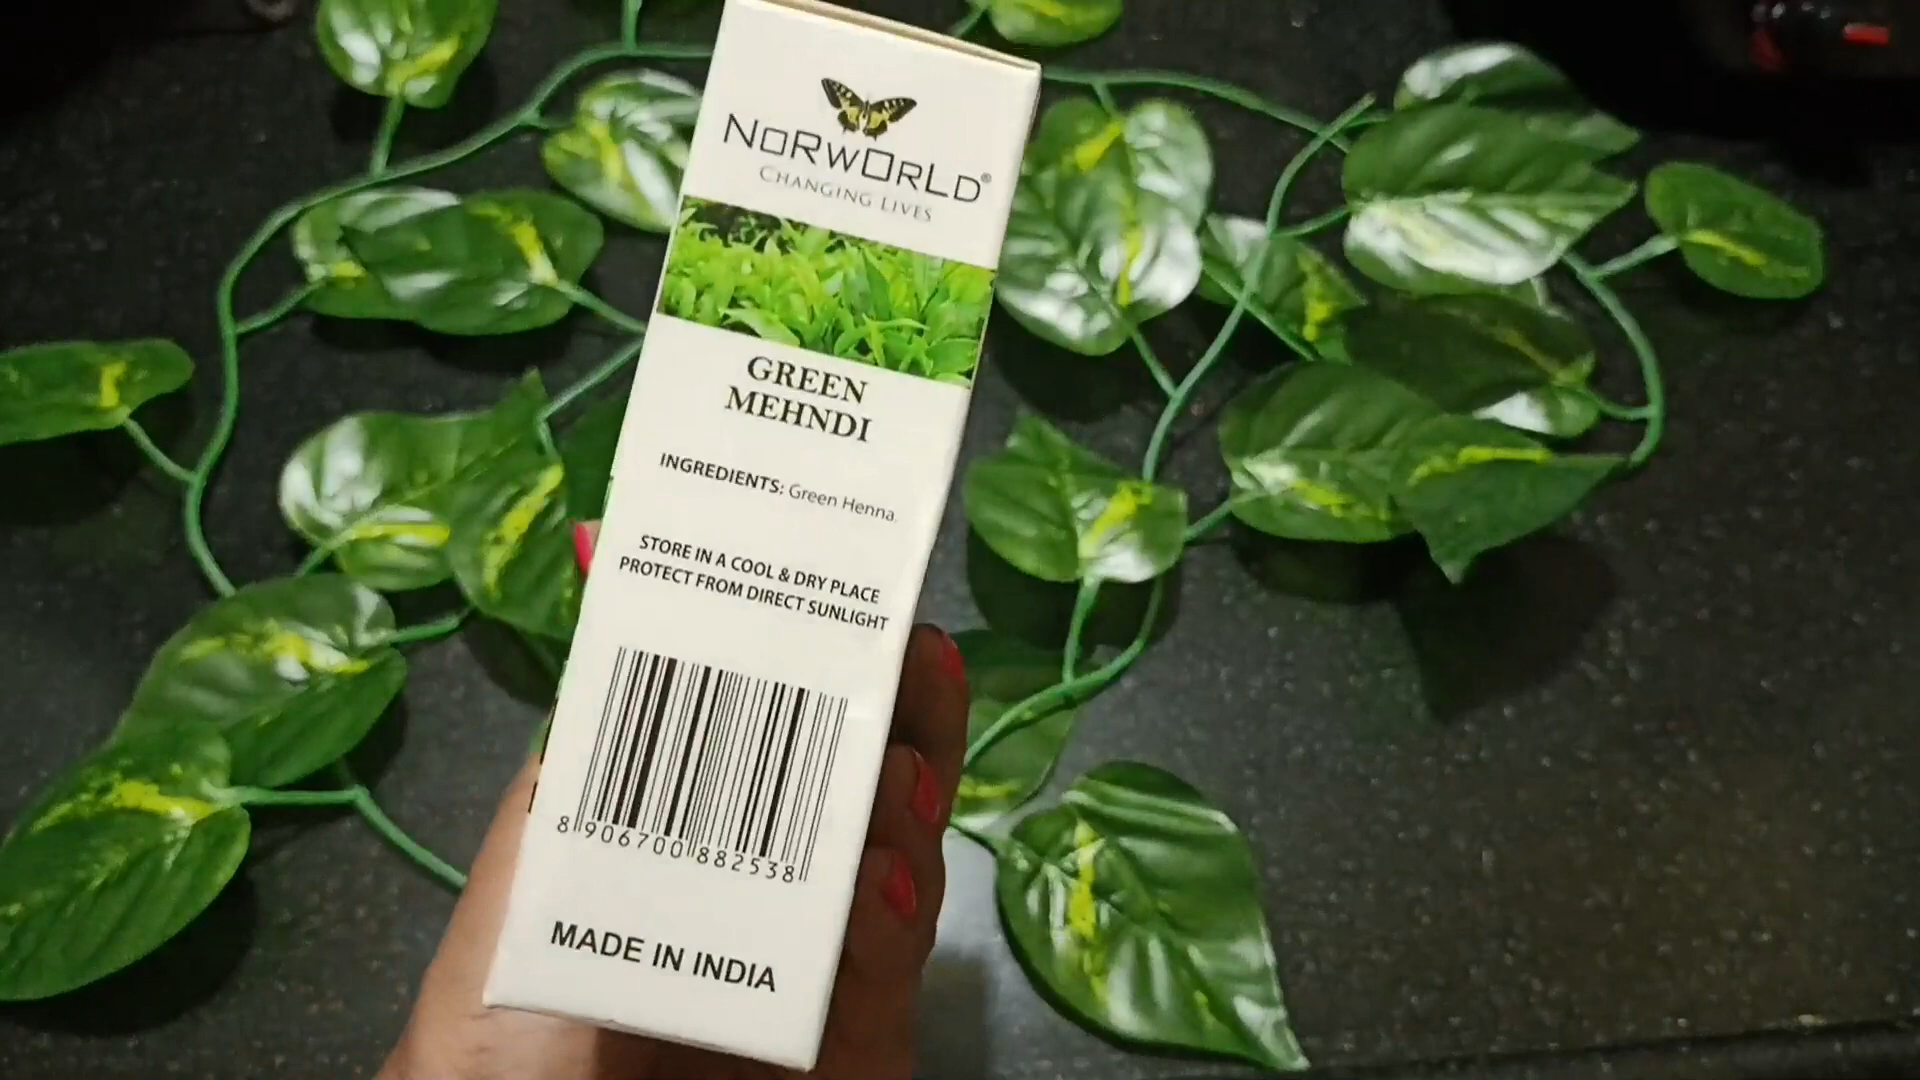 NORWORLD®
CHANGING LIVES
GREEN
MEHNDI
INGREDIENTS: Green Henna.
STORE IN A COOL & DRY PLACE
PROTECT FROM DIRECT SUNLIGHT
8 906700 882538
MADE IN INDIA